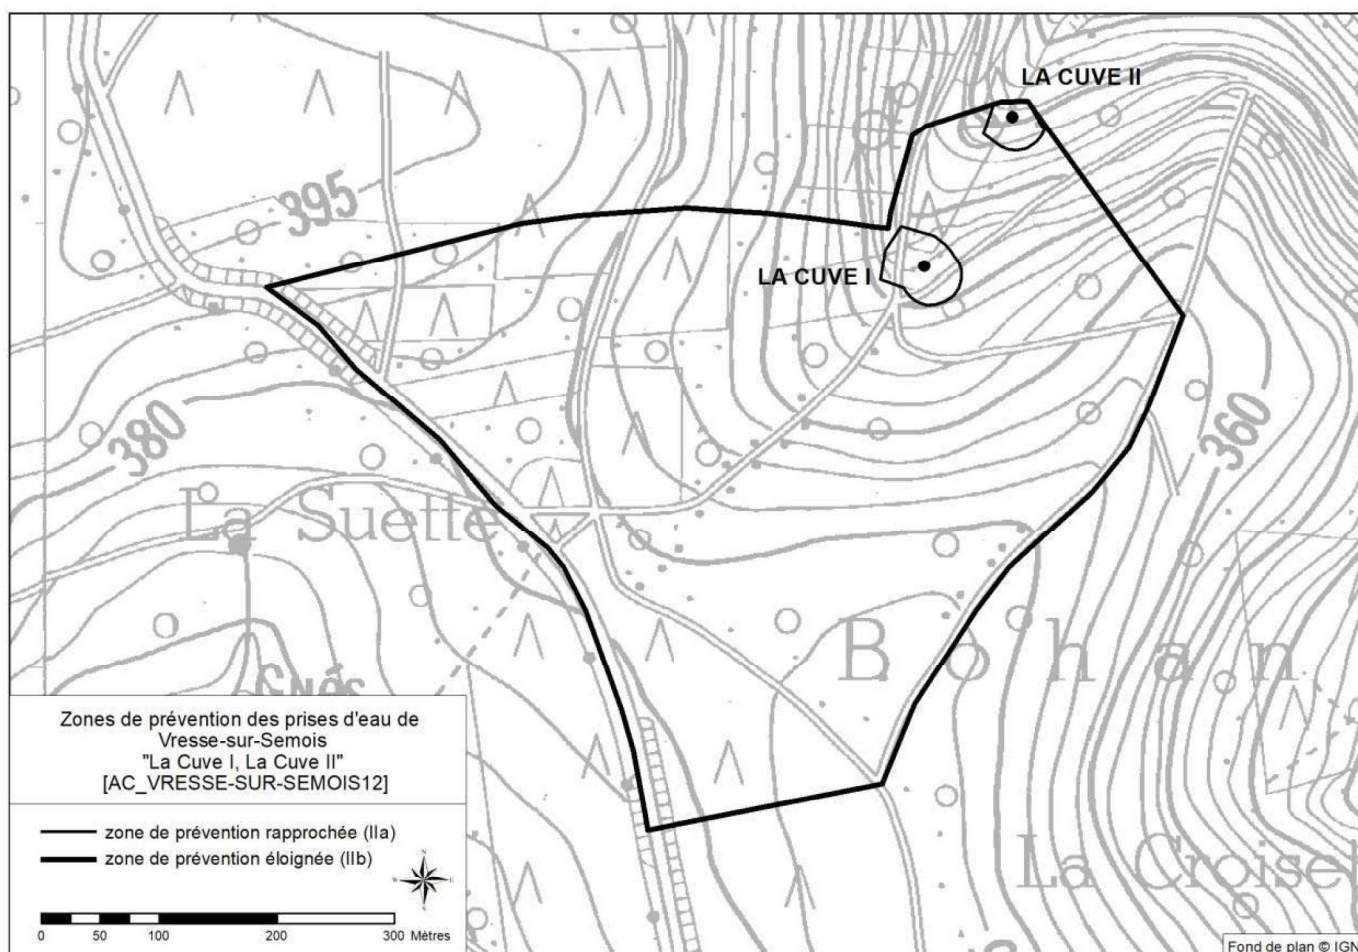 LA CUVE II
395
LA CUVE I
360
380
La Suette
Bohan
Zones de prévention des prises d'eau de
Vresse-sur-Semois
"La Cuve I, La Cuve II"
[AC_VRESSE-SUR-SEMOIS12]
zone de prévention rapprochée (IIa)
zone de prévention éloignée (IIb)
N
W E
S
0 50 100 200 300 Mètres
La Croiset
Fond de plan © IGN